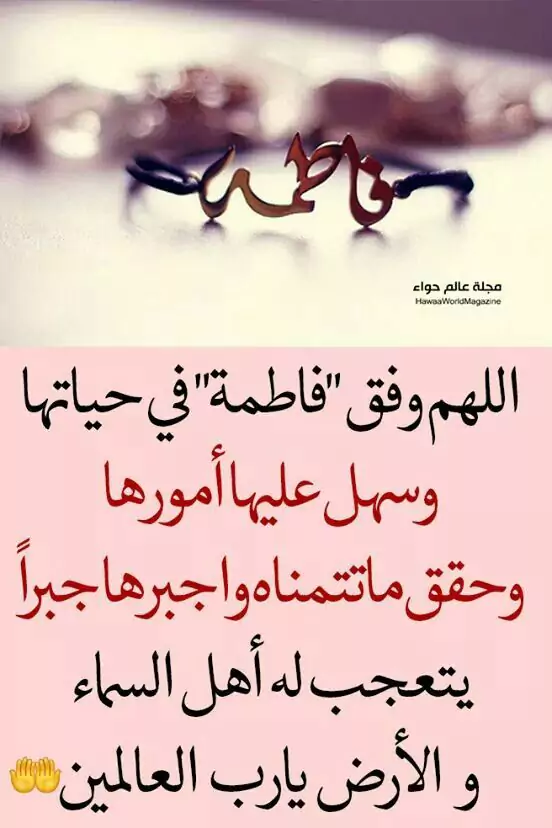 فاطمه
مجلة عالم حواء
HawaaWorldMagazine
اللهم وفق "فاطمة" في حياتها
وسهل عليها أمورها
وحقق ماتتمناه واجبرها جبراً
يتعجب له أهل السماء
و الأرض يارب العالمين🤲